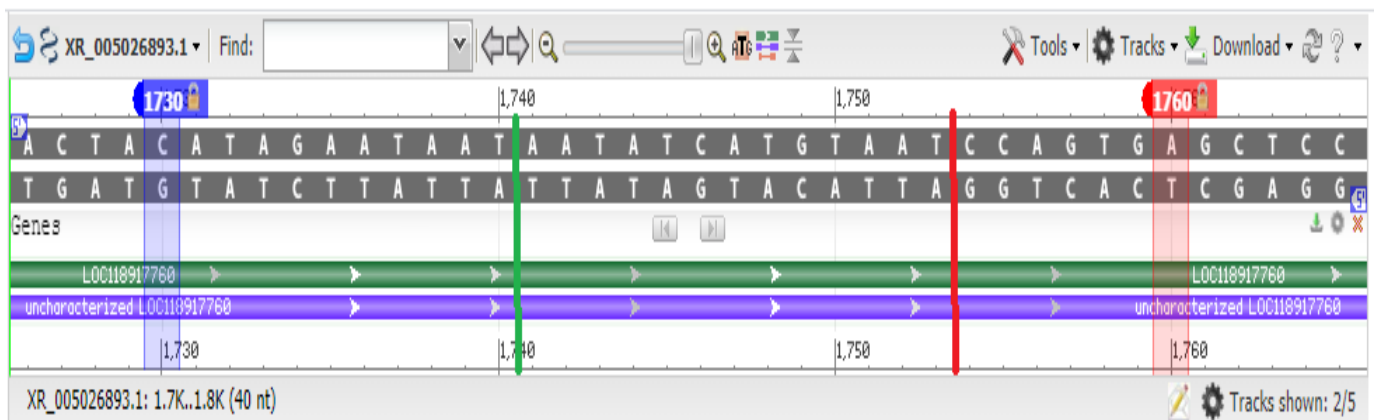 XR_005026893.1 Find: Tools Tracks Download ?
1730 1,740 1,750 1760
5' A C T A C A T A G A A T A A T A A T A T C A T G T A A T C C A G T G A G C T C C
T G A T G T A T C T T A T T A T T A T A G T A C A T T A G G T C A C T C G A G G 5'
Genes
LOC118917760 LOC118917760
uncharacterized LOC118917760 uncharacterized LOC118917760
1,730 1,740 1,750 1,760
XR_005026893.1: 1.7K..1.8K (40 nt) Tracks shown: 2/5